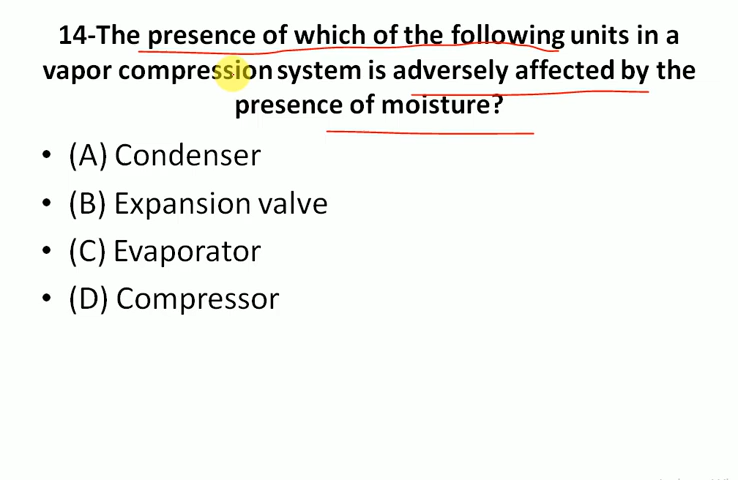 14-The presence of which of the following units in a
vapor compression system is adversely affected by the
presence of moisture?
• (A) Condenser
• (B) Expansion valve
• (C) Evaporator
• (D) Compressor